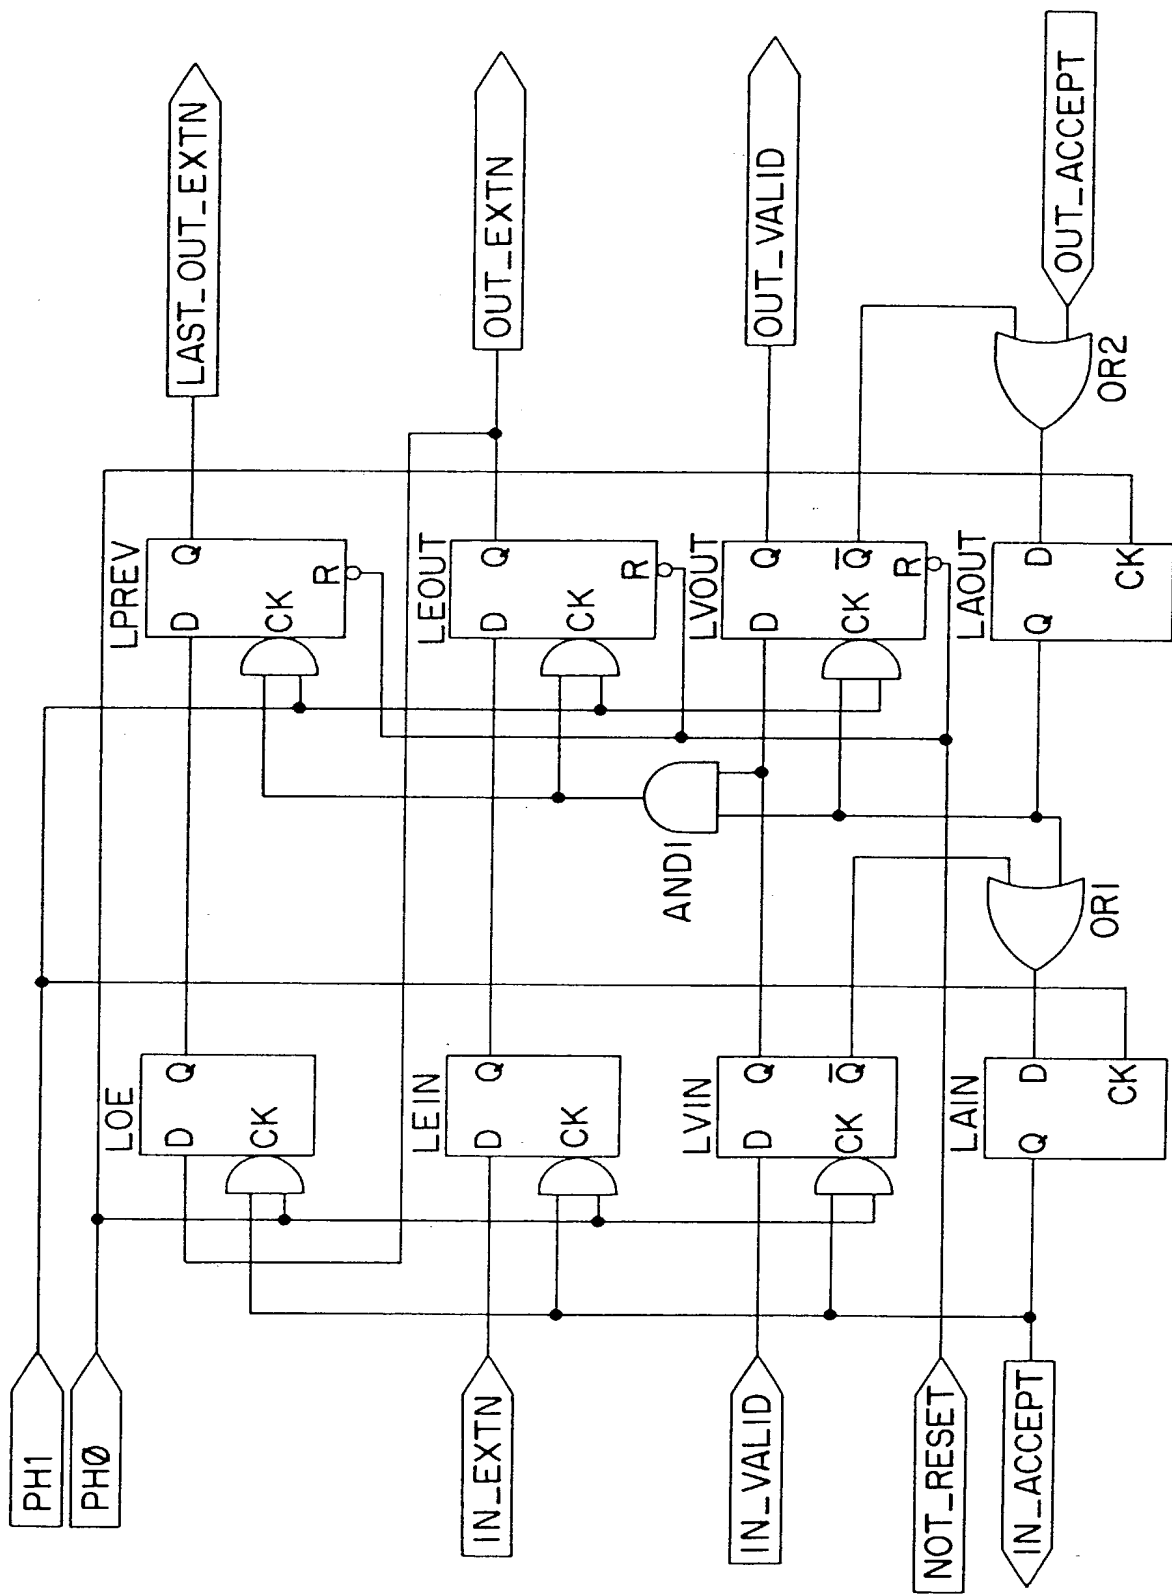 PH1
PHØ
LPREV
D
Q
CK
R
LAST_OUT_EXTN
LOE
D
Q
CK
LEOUT
D
Q
CK
R
OUT_EXTN
LEIN
D
Q
CK
IN_EXTN
AND1
LVOUT
D
Q
CK
Q̅
R
OUT_VALID
LVIN
D
Q
CK
Q̅
IN_VALID
NOT_RESET
LAOUT
Q
D
CK
OR2
OUT_ACCEPT
LAIN
Q
D
CK
OR1
IN_ACCEPT